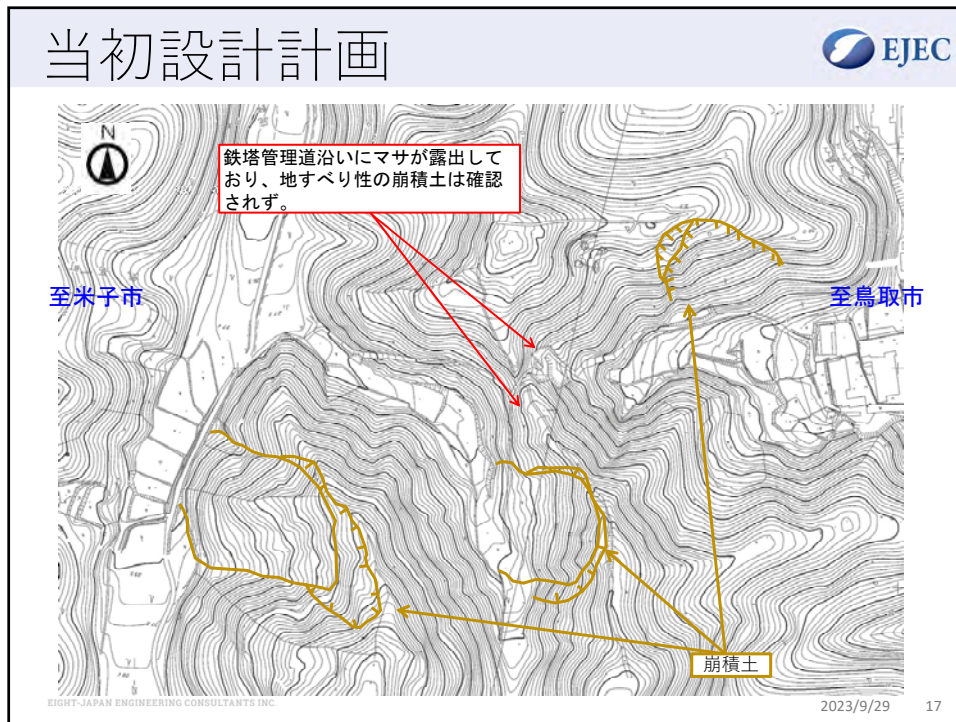 当初設計計画
EJEC
N
鉄塔管理道沿いにマサが露出して
おり、地すべり性の崩積土は確認
されず。
至米子市
至鳥取市
崩積土
EIGHT-JAPAN ENGINEERING CONSULTANTS INC.
2023/9/29
17